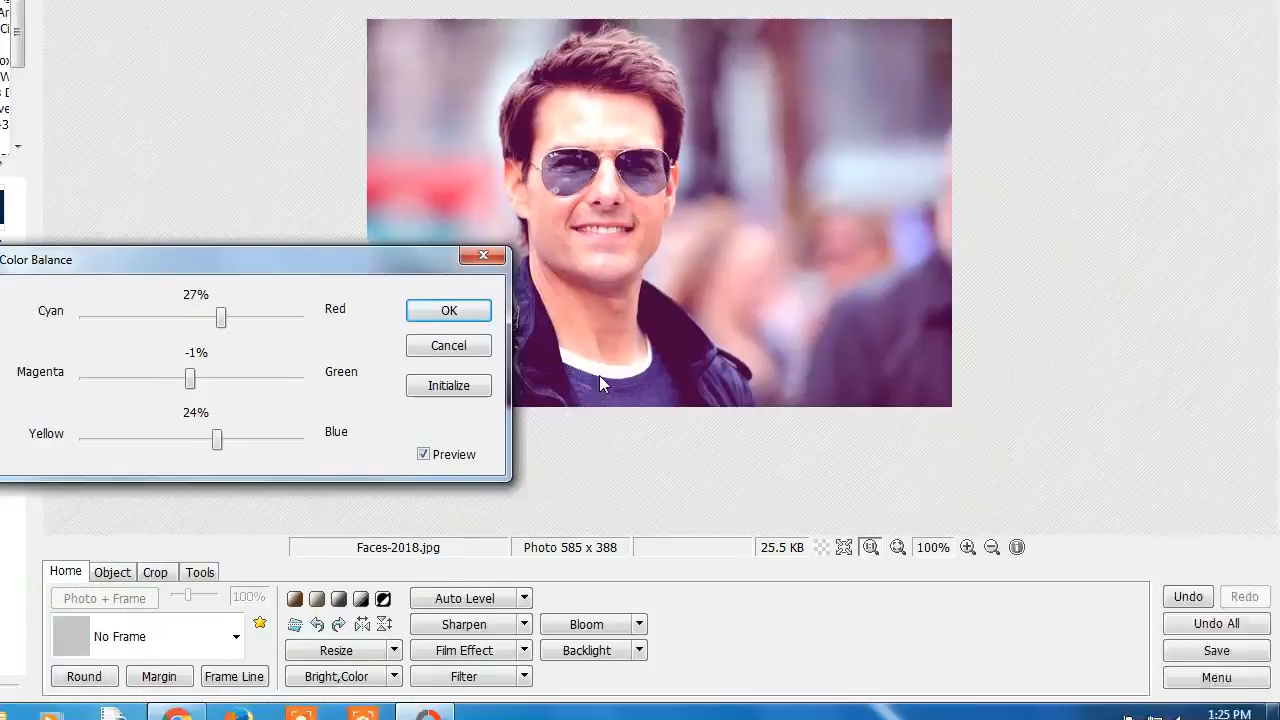 Color Balance
27%
Cyan
Red
OK
-1%
Cancel
Magenta
Green
Initialize
24%
Yellow
Blue
Preview
Faces-2018.jpg
Photo 585 x 388
25.5 KB
100%
Home
Object
Crop
Tools
Photo + Frame
100%
Auto Level
Undo
Redo
No Frame
Sharpen
Bloom
Undo All
Resize
Film Effect
Backlight
Save
Round
Margin
Frame Line
Bright,Color
Filter
Menu
1:25 PM